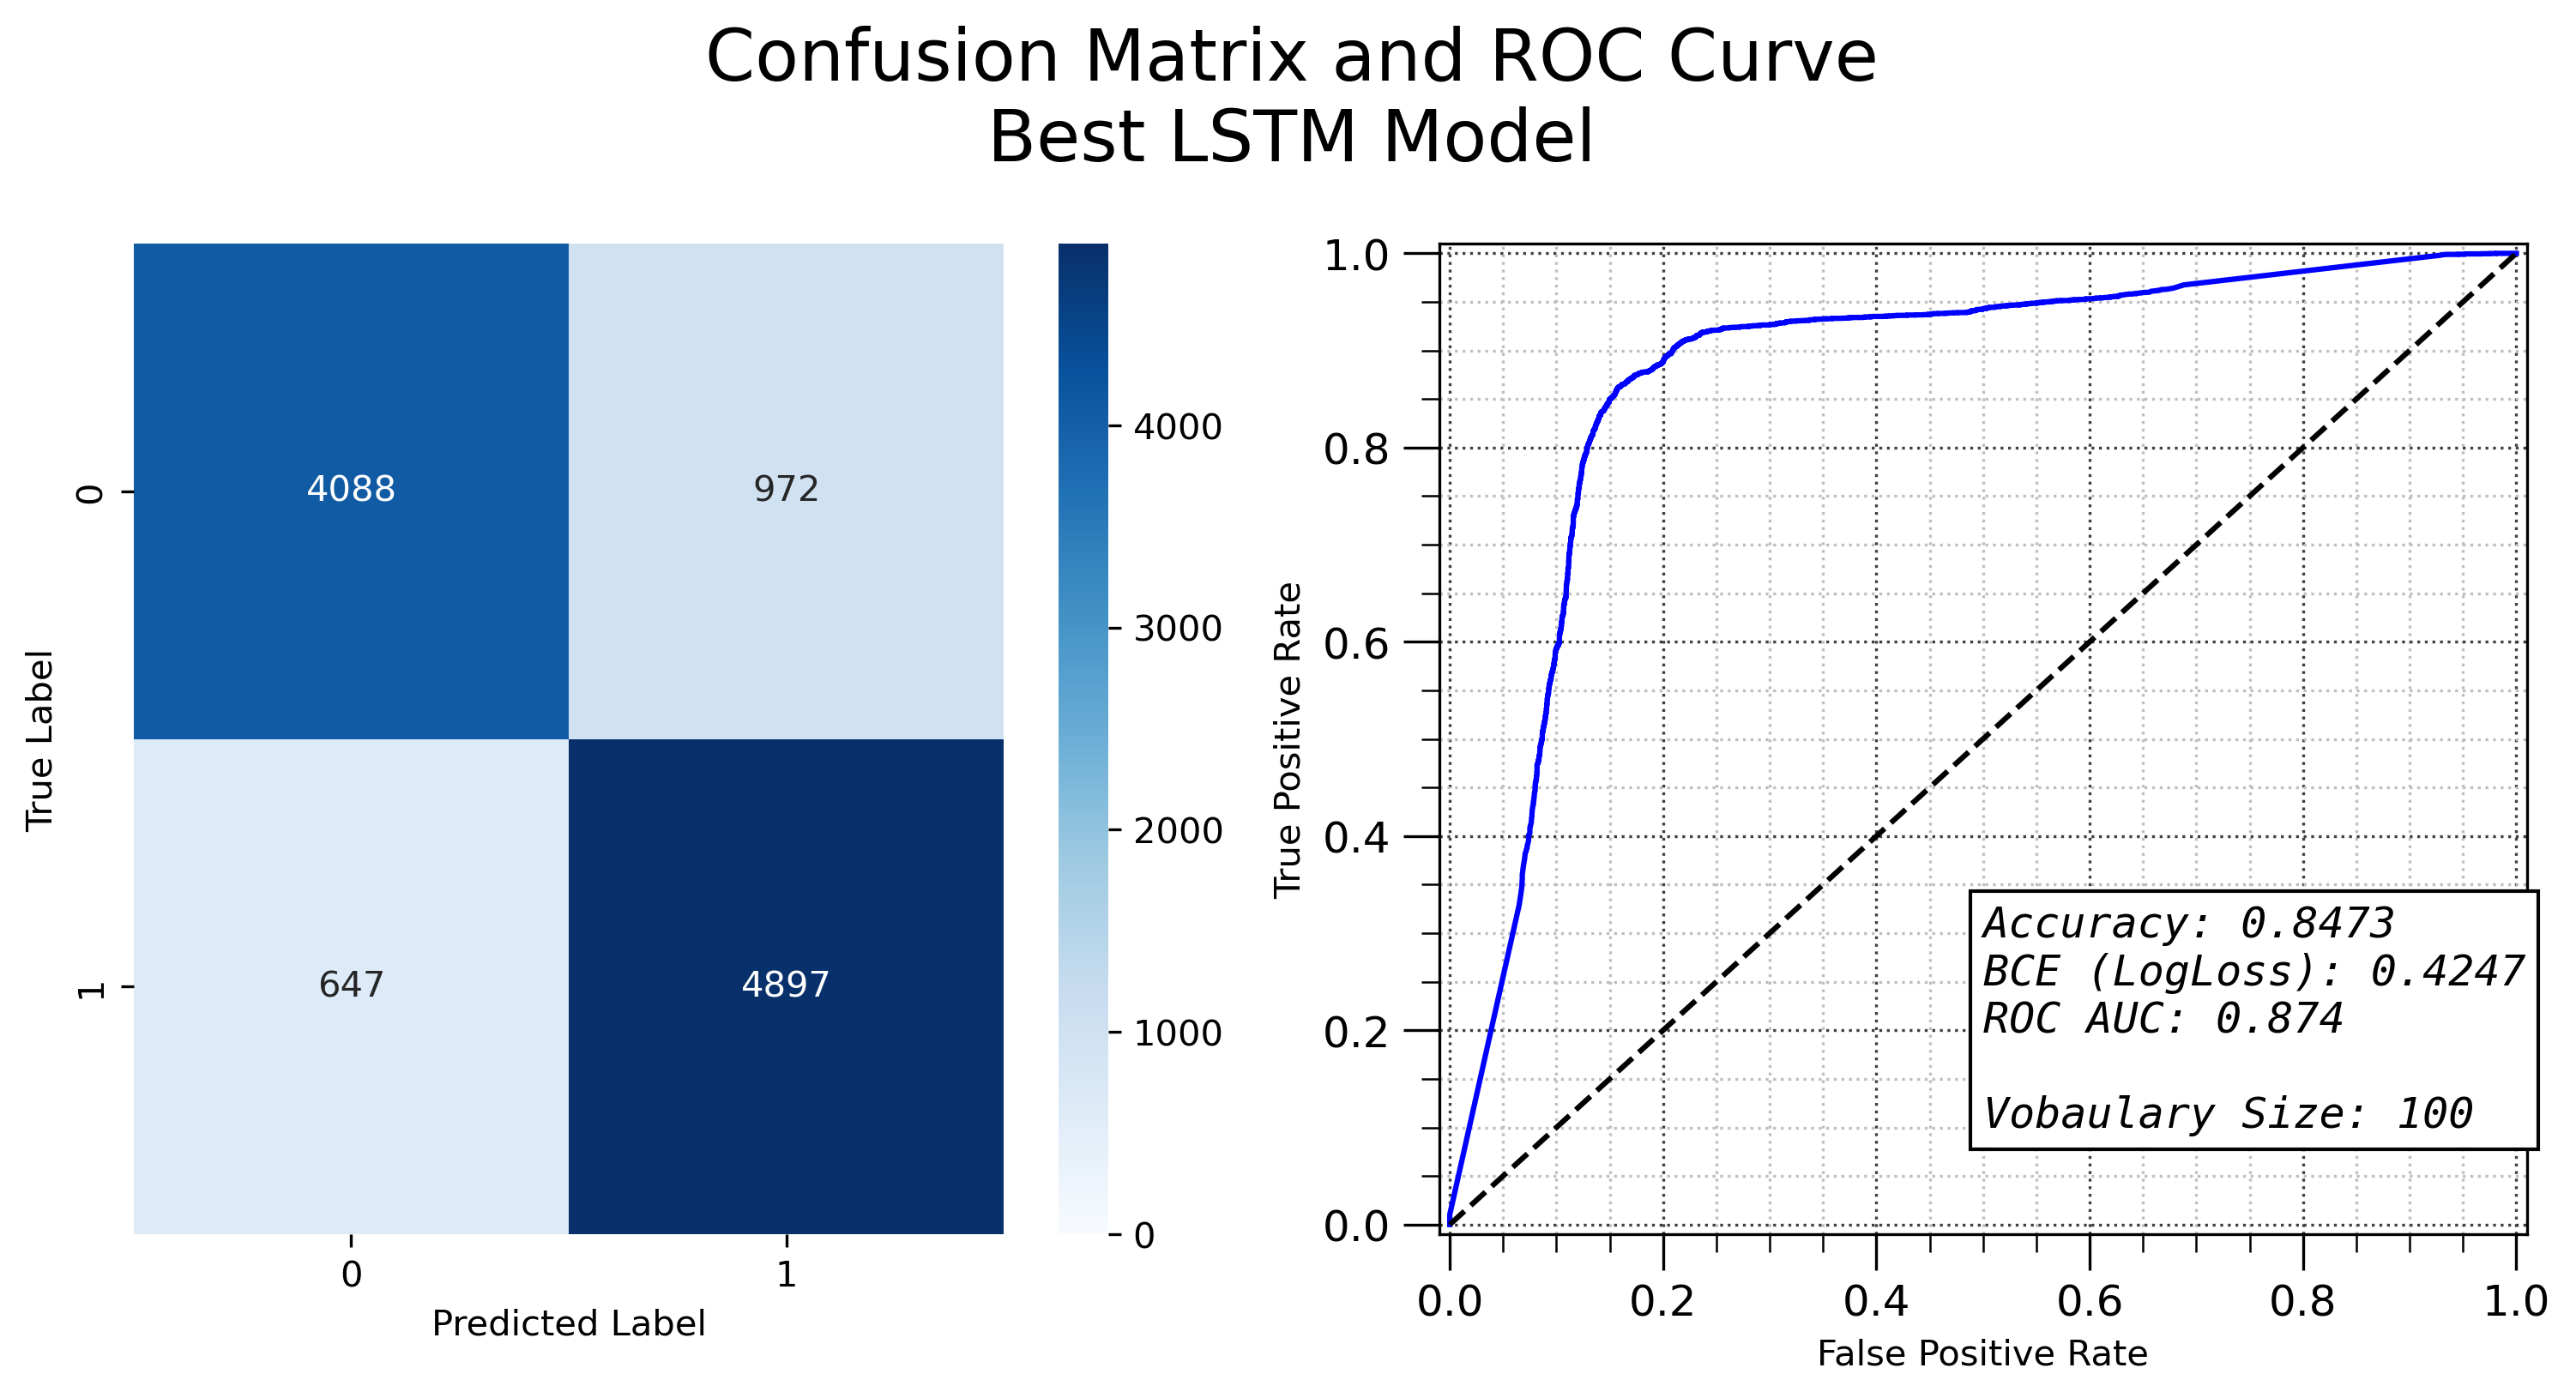 Confusion Matrix and ROC Curve
Best LSTM Model
True Label
0
1
4088
972
647
4897
0
1
Predicted Label
4000
3000
2000
1000
0
True Positive Rate
1.0
0.8
0.6
0.4
0.2
0.0
Accuracy: 0.8473
BCE (LogLoss): 0.4247
ROC AUC: 0.874
Vobaulary Size: 100
0.0
0.2
0.4
0.6
0.8
1.0
False Positive Rate